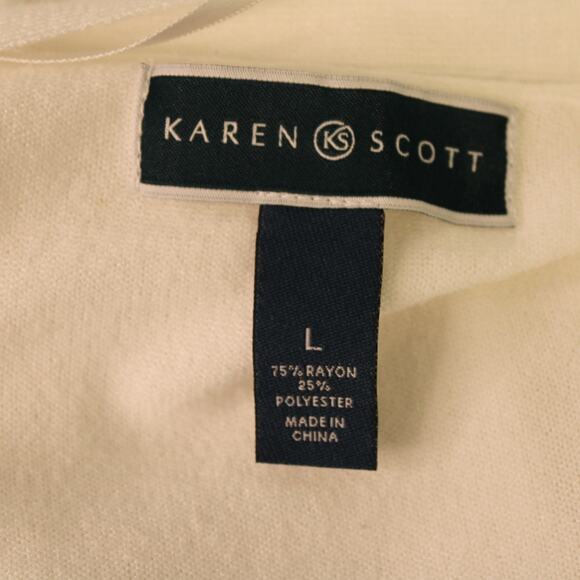 KAREN KS SCOTT
L
75% RAYON
25%
POLYESTER
MADE IN
CHINA